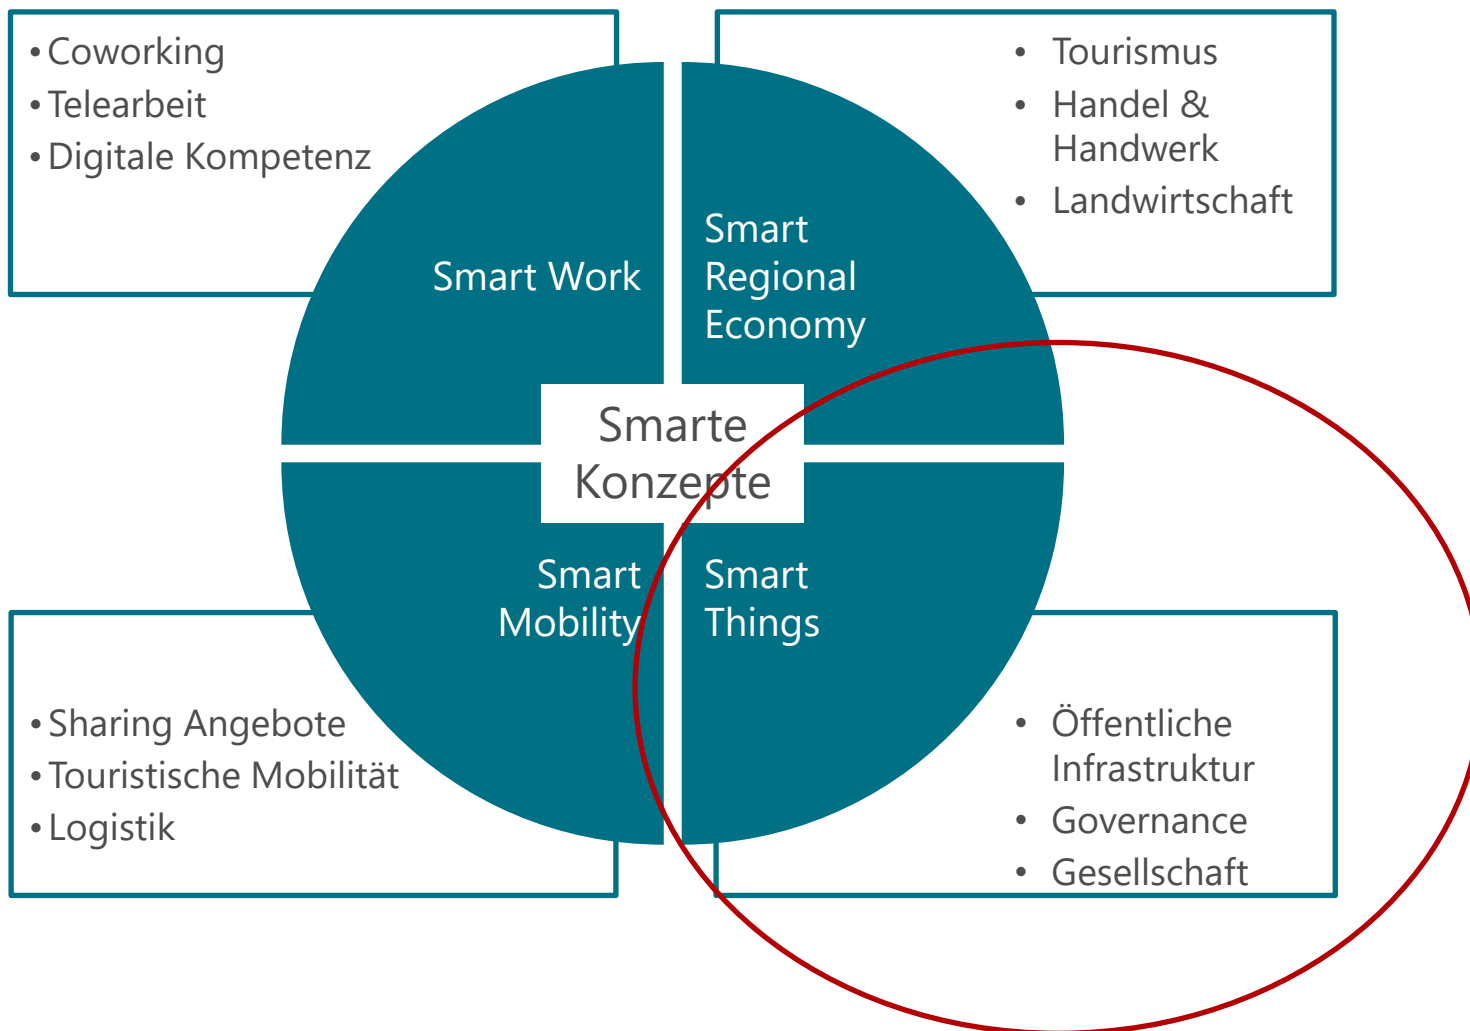 • Coworking
• Telearbeit
• Digitale Kompetenz
• Tourismus
• Handel &
Handwerk
• Landwirtschaft
Smart Work
Smart
Regional
Economy
Smarte
Konzepte
Smart
Mobility
Smart
Things
• Sharing Angebote
• Touristische Mobilität
• Logistik
• Öffentliche
Infrastruktur
• Governance
• Gesellschaft